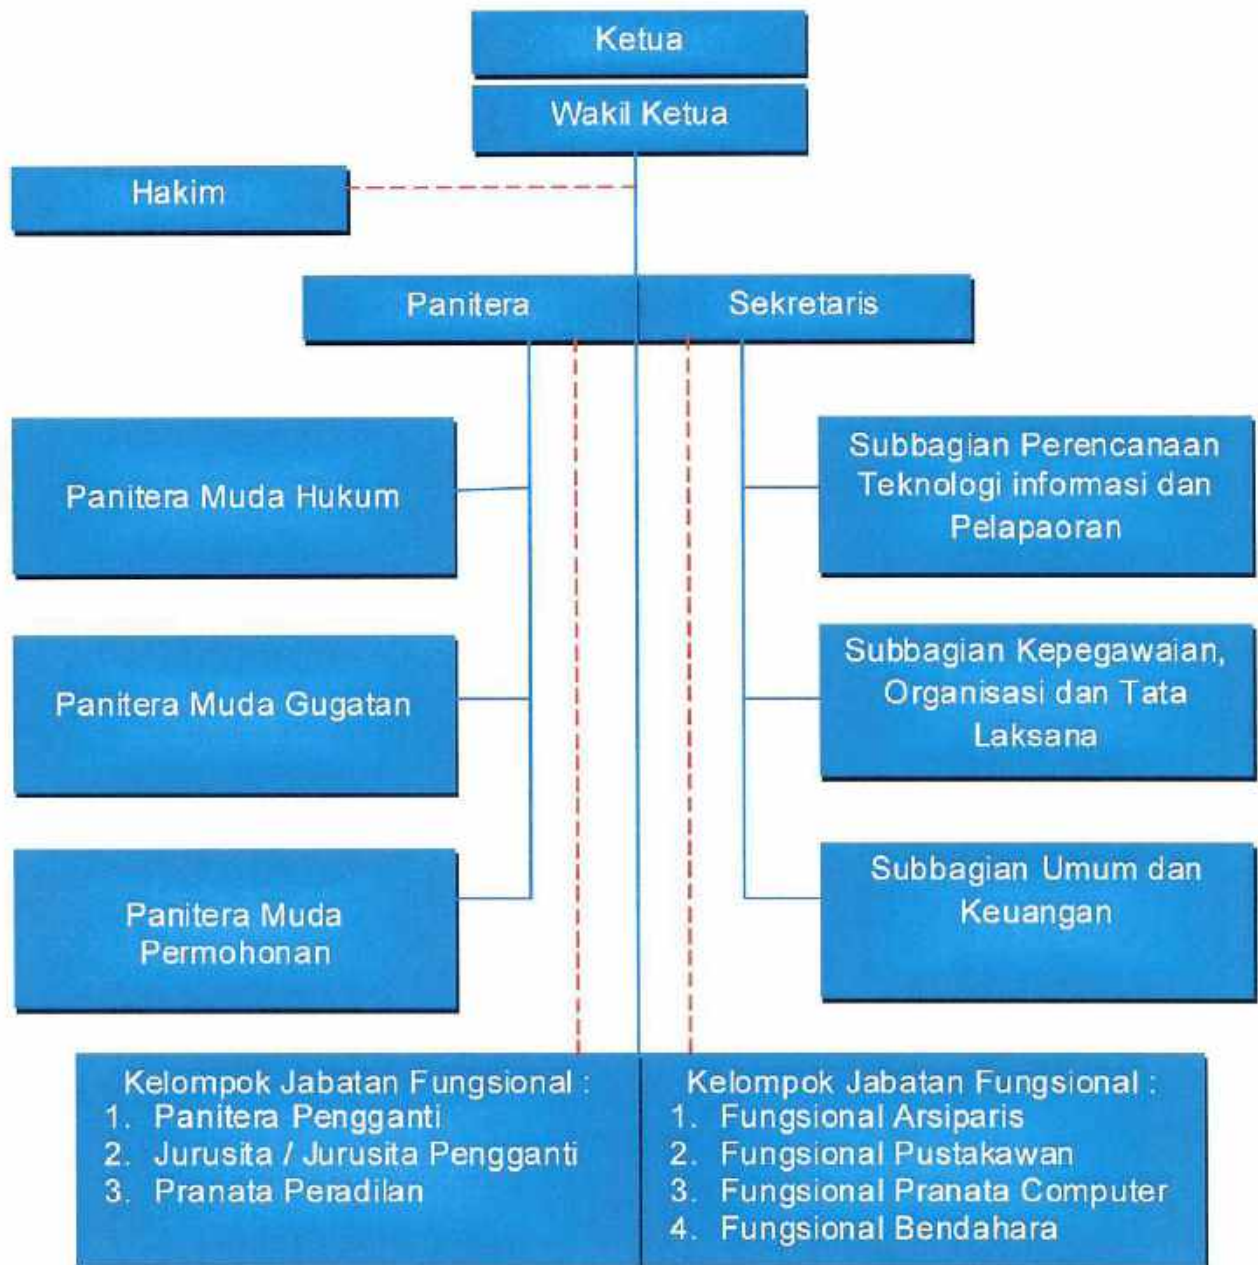 Ketua
Wakil Ketua
Hakim
Panitera
Sekretaris
Panitera Muda Hukum
Subbagian Perencanaan
Teknologi informasi dan
Pelapaoran
Panitera Muda Gugatan
Subbagian Kepegawaian,
Organisasi dan Tata
Laksana
Panitera Muda
Permohonan
Subbagian Umum dan
Keuangan
Kelompok Jabatan Fungsional :
1. Panitera Pengganti
2. Jurusita / Jurusita Pengganti
3. Pranata Peradilan
Kelompok Jabatan Fungsional :
1. Fungsional Arsiparis
2. Fungsional Pustakawan
3. Fungsional Pranata Computer
4. Fungsional Bendahara